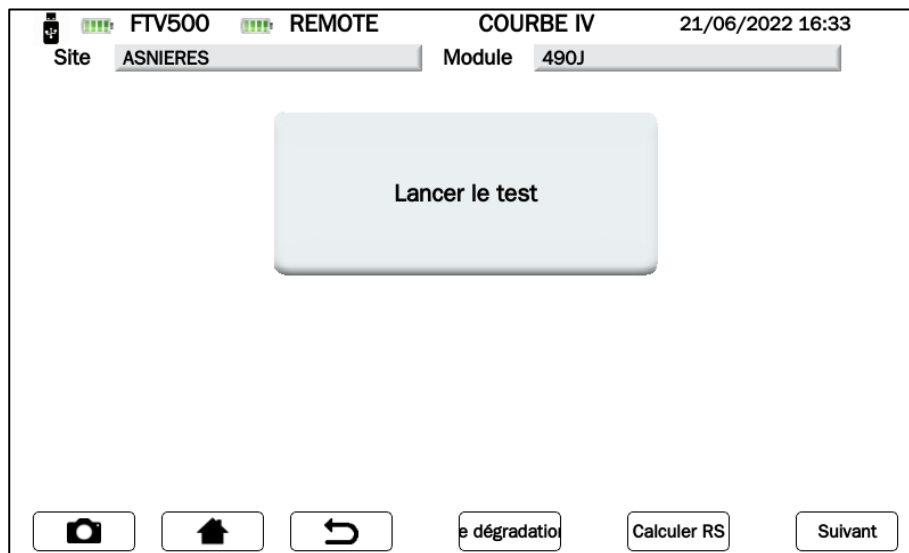 FTV500 REMOTE COURBE IV 21/06/2022 16:33
Site ASNIERES Module 490J
Lancer le test
e dégradation Calculer RS Suivant